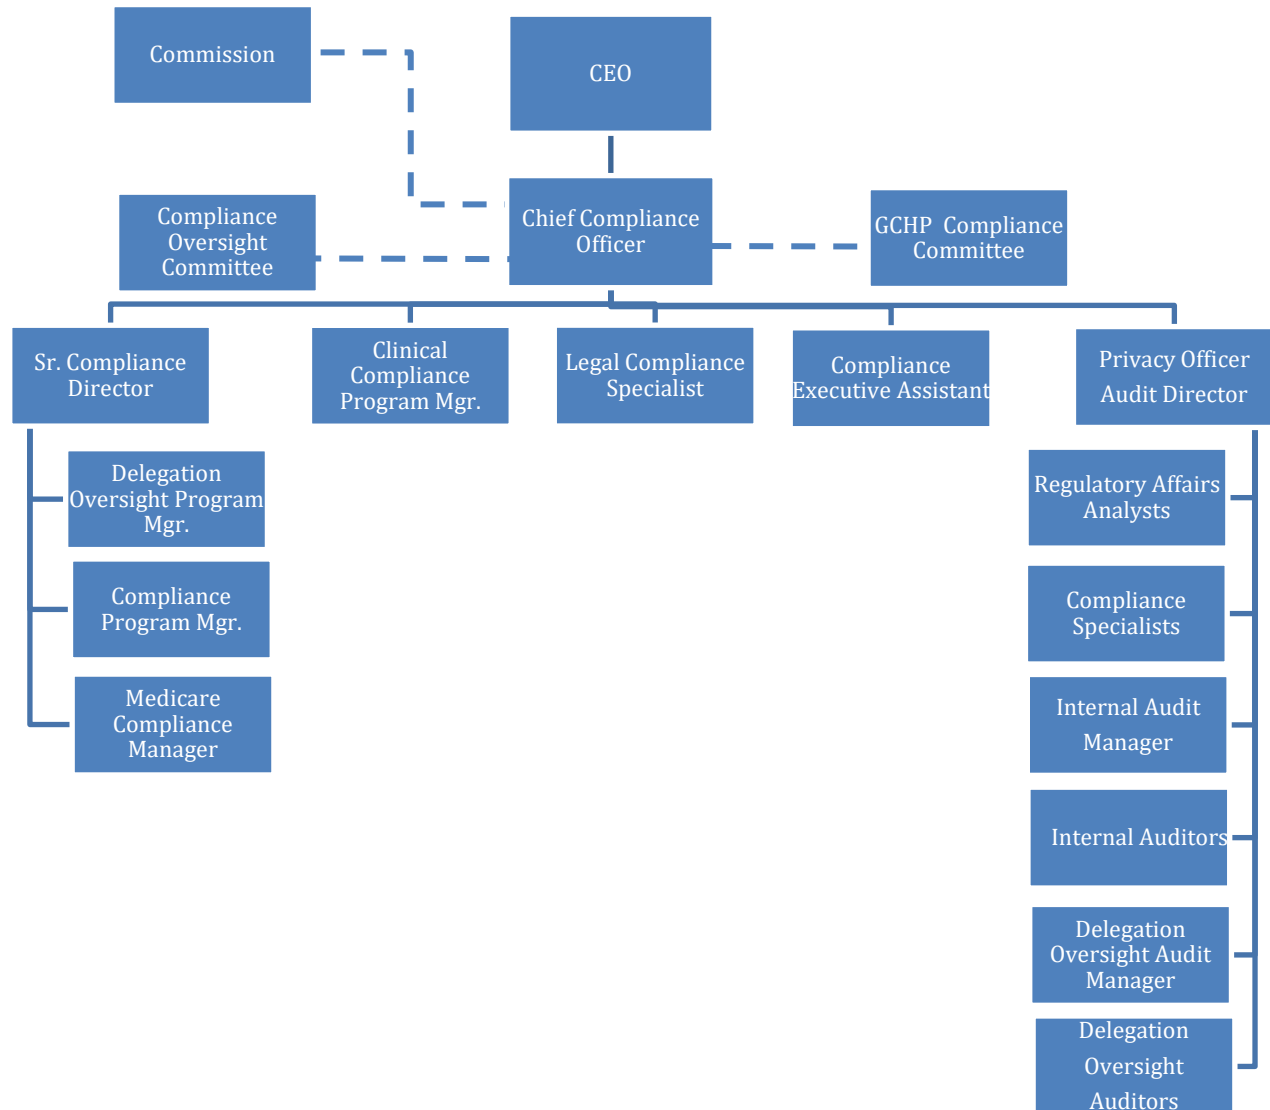 Commission
CEO
Compliance
Oversight
Committee
Chief Compliance
Officer
GCHP  Compliance
Committee
Sr. Compliance
Director
Clinical
Compliance
Program Mgr.
Legal Compliance
Specialist
Compliance
Executive Assistant
Privacy Officer
Audit Director
Delegation
Oversight Program
Mgr.
Compliance
Program Mgr.
Medicare
Compliance
Manager
Regulatory Affairs
Analysts
Compliance
Specialists
Internal Audit
Manager
Internal Auditors
Delegation
Oversight Audit
Manager
Delegation
Oversight
Auditors